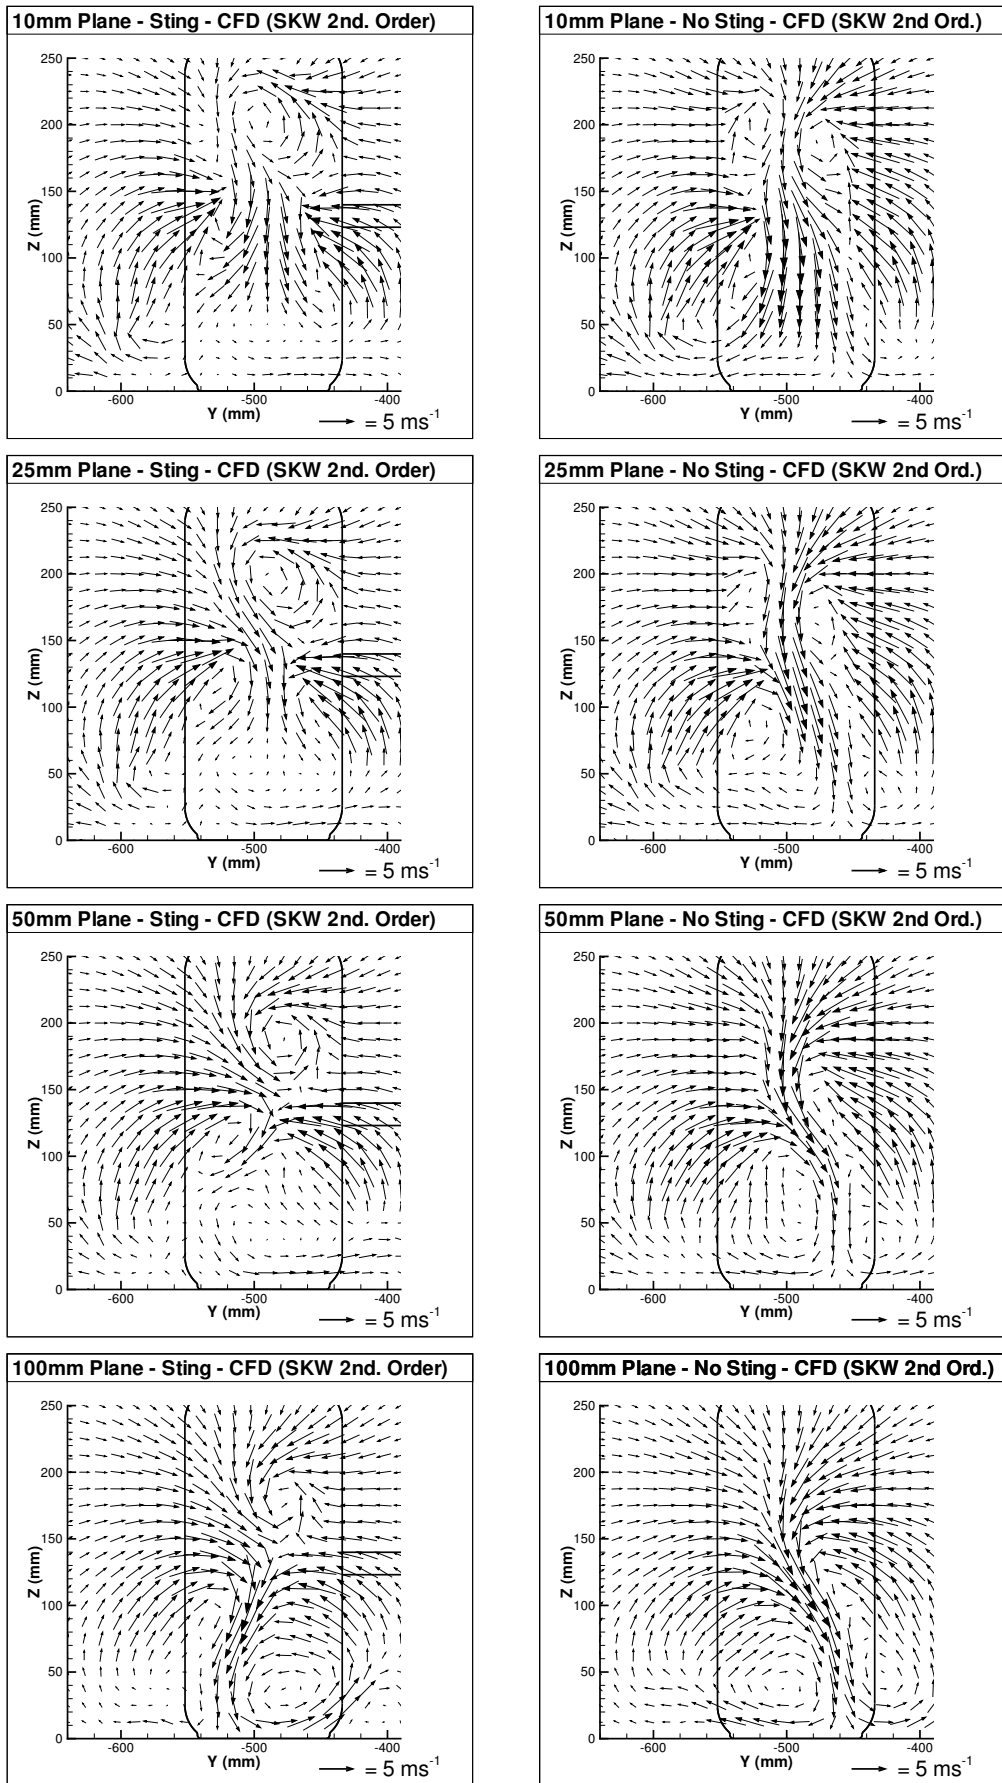 10mm Plane - Sting - CFD (SKW 2nd. Order)
250
200
150
100
50
0
Z (mm)
-600
-500
-400
Y (mm)
= 5 ms-1
10mm Plane - No Sting - CFD (SKW 2nd Ord.)
250
200
150
100
50
0
Z (mm)
-600
-500
-400
Y (mm)
= 5 ms-1
25mm Plane - Sting - CFD (SKW 2nd. Order)
250
200
150
100
50
0
Z (mm)
-600
-500
-400
Y (mm)
= 5 ms-1
25mm Plane - No Sting - CFD (SKW 2nd Ord.)
250
200
150
100
50
0
Z (mm)
-600
-500
-400
Y (mm)
= 5 ms-1
50mm Plane - Sting - CFD (SKW 2nd. Order)
250
200
150
100
50
0
Z (mm)
-600
-500
-400
Y (mm)
= 5 ms-1
50mm Plane - No Sting - CFD (SKW 2nd Ord.)
250
200
150
100
50
0
Z (mm)
-600
-500
-400
Y (mm)
= 5 ms-1
100mm Plane - Sting - CFD (SKW 2nd. Order)
250
200
150
100
50
0
Z (mm)
-600
-500
-400
Y (mm)
= 5 ms-1
100mm Plane - No Sting - CFD (SKW 2nd Ord.)
250
200
150
100
50
0
Z (mm)
-600
-500
-400
Y (mm)
= 5 ms-1